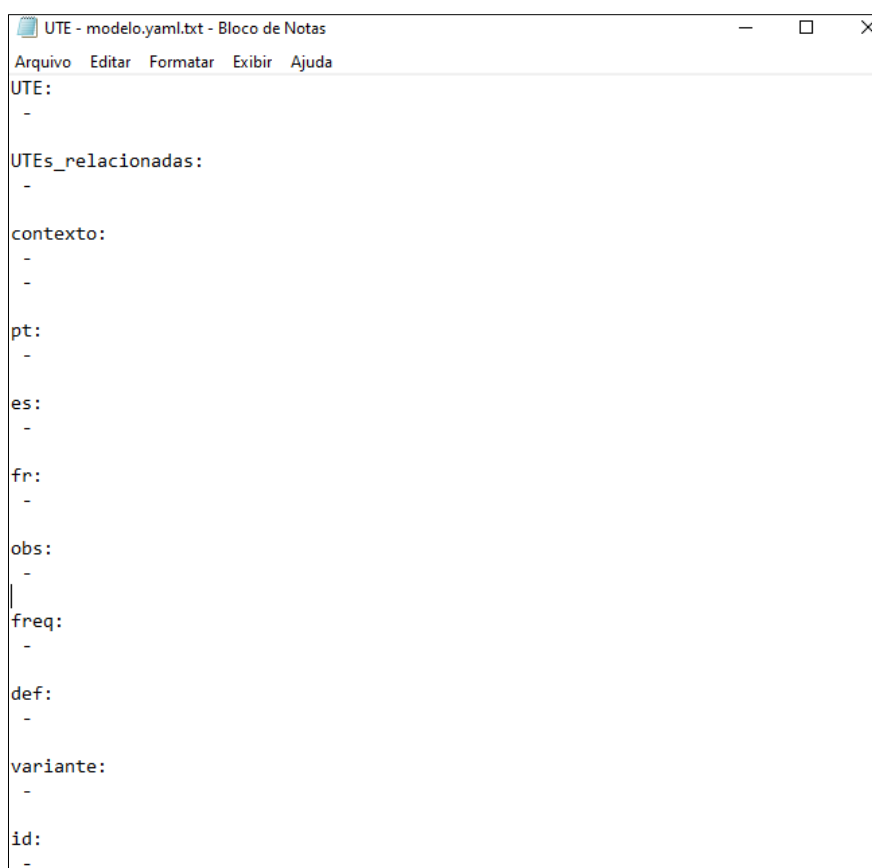 UTE - modelo.yaml.txt - Bloco de Notas
Arquivo Editar Formatar Exibir Ajuda
UTE:
-
UTEs_relacionadas:
-
contexto:
-
-
pt:
-
es:
-
fr:
-
obs:
-
freq:
-
def:
-
variante:
-
id:
-